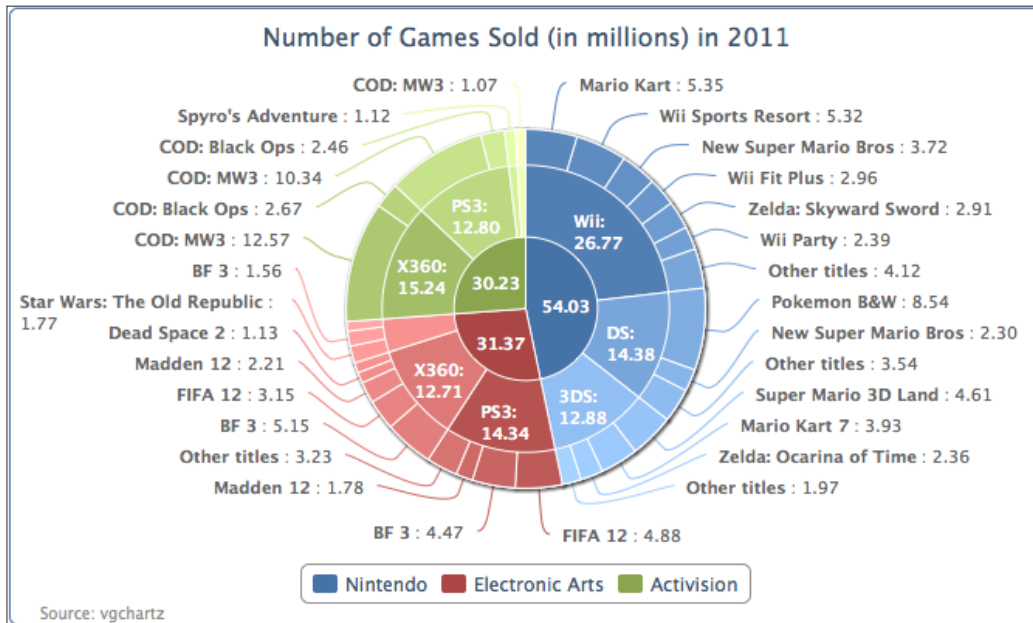 Number of Games Sold (in millions) in 2011
COD: MW3 : 1.07
Spyro's Adventure : 1.12
COD: Black Ops : 2.46
COD: MW3 : 10.34
COD: Black Ops : 2.67
COD: MW3 : 12.57
BF 3 : 1.56
Star Wars: The Old Republic :
1.77
Dead Space 2 : 1.13
Madden 12 : 2.21
FIFA 12 : 3.15
BF 3 : 5.15
Other titles : 3.23
Madden 12 : 1.78
BF 3 : 4.47
FIFA 12 : 4.88
Mario Kart : 5.35
Wii Sports Resort : 5.32
New Super Mario Bros : 3.72
Wii Fit Plus : 2.96
Zelda: Skyward Sword : 2.91
Wii Party : 2.39
Other titles : 4.12
Pokemon B&W : 8.54
New Super Mario Bros : 2.30
Other titles : 3.54
Super Mario 3D Land : 4.61
Mario Kart 7 : 3.93
Zelda: Ocarina of Time : 2.36
Other titles : 1.97
PS3:
12.80
X360:
15.24
30.23
Wii:
26.77
54.03
DS:
14.38
3DS:
12.88
31.37
X360:
12.71
PS3:
14.34
Nintendo
Electronic Arts
Activision
Source: vgchartz